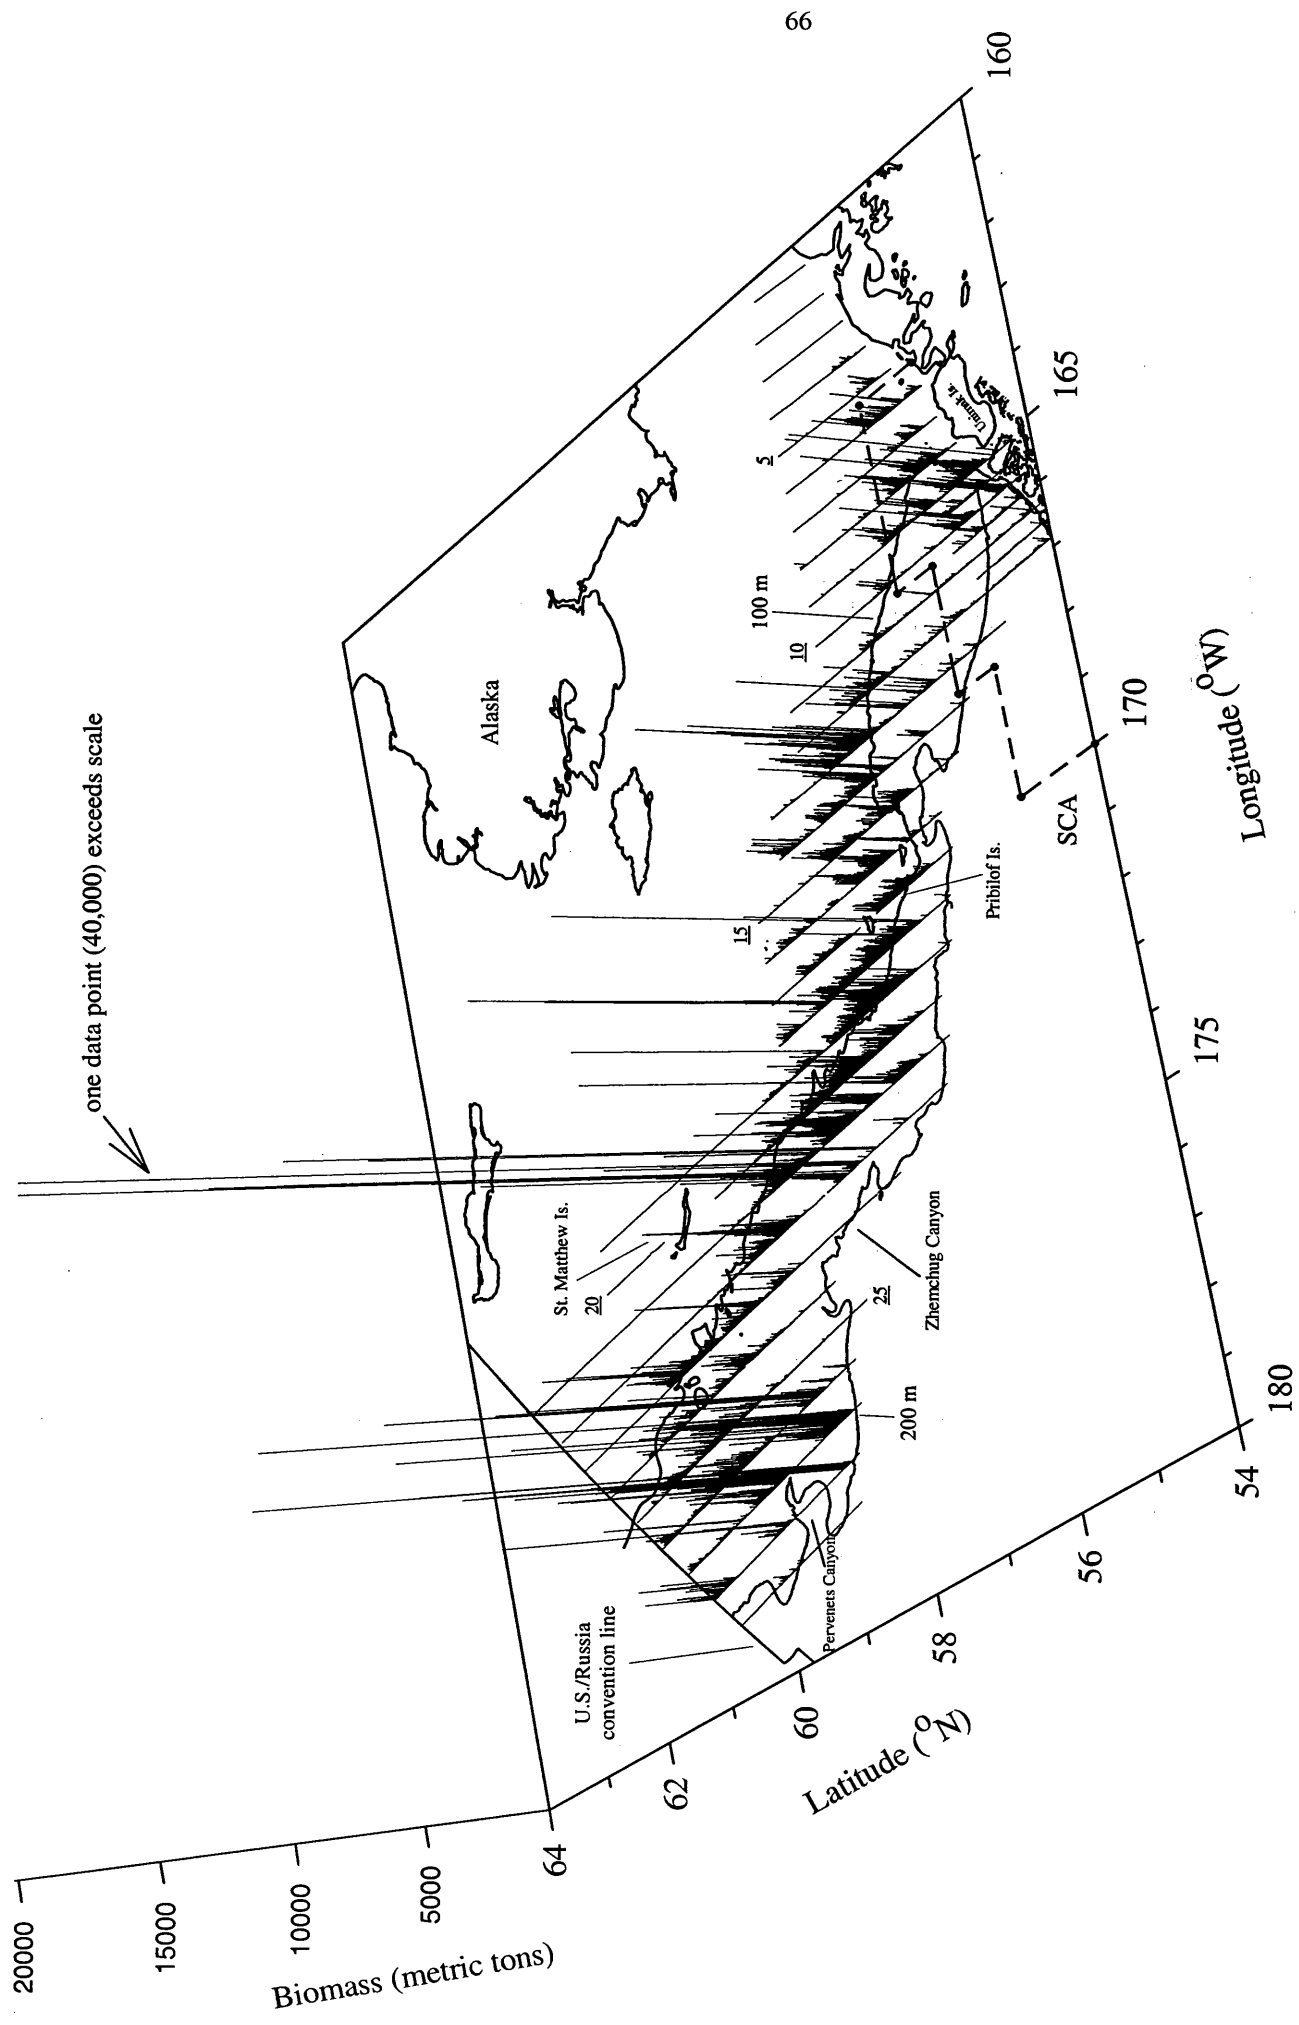 66
one data point (40,000) exceeds scale
20000
15000
10000
5000
Biomass (metric tons)
64
62
60
58
56
54
Latitude (°N)
180
175
170
165
160
Longitude (°W)
Alaska
St. Matthew Is.
20
15
10
5
25
100 m
200 m
U.S./Russia
convention line
Pervenets Canyon
Zhemchug Canyon
Pribilof Is.
SCA
Unimak Is.